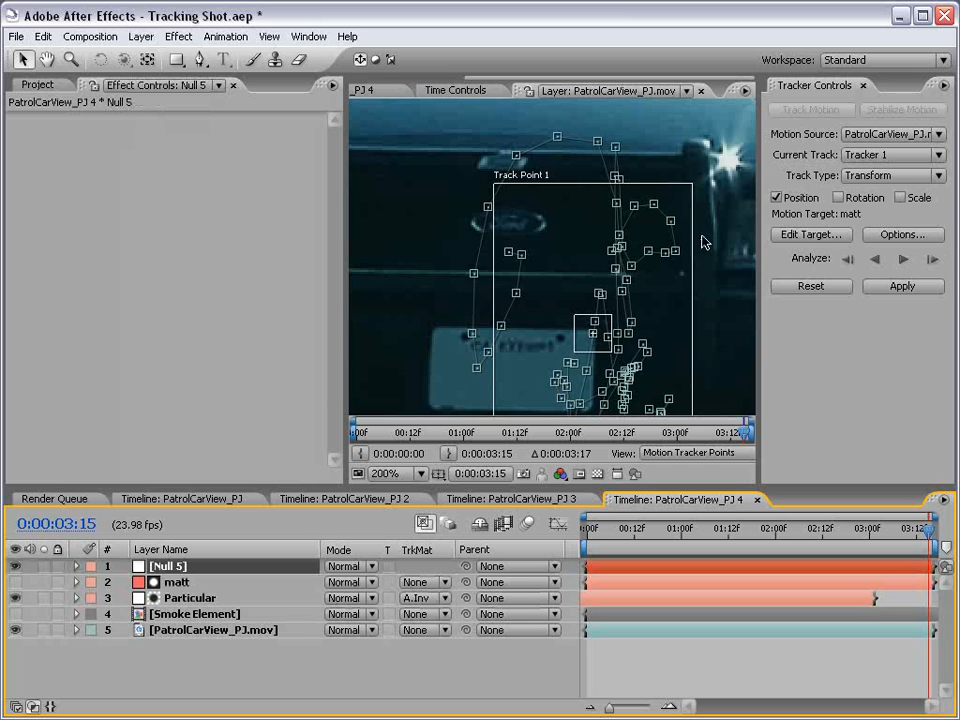 Adobe After Effects - Tracking Shot.aep *
File Edit Composition Layer Effect Animation View Window Help
Workspace: Standard
Project Effect Controls: Null 5
PatrolCarView_PJ 4 * Null 5
_PJ 4 Time Controls Layer: PatrolCarView_PJ.mov
Track Point 1
Ford
:00f 00:12f 01:00f 01:12f 02:00f 02:12f 03:00f 03:12f
0:00:00:00 0:00:03:15 Δ 0:00:03:17 View: Motion Tracker Points
200% 0:00:03:15
Tracker Controls
Track Motion Stabilize Motion
Motion Source: PatrolCarView_PJ.r
Current Track: Tracker 1
Track Type: Transform
Position Rotation Scale
Motion Target: matt
Edit Target... Options...
Analyze:
Reset Apply
Render Queue Timeline: PatrolCarView_PJ Timeline: PatrolCarView_PJ 2 Timeline: PatrolCarView_PJ 3 Timeline: PatrolCarView_PJ 4
0:00:03:15 (23.98 fps)
:00f 00:12f 01:00f 01:12f 02:00f 02:12f 03:00f 03:12f
# Layer Name Mode T TrkMat Parent
1 [Null 5] Normal None
2 matt Normal None None
3 Particular Normal A.Inv None
4 [Smoke Element] Normal None None
5 [PatrolCarView_PJ.mov] Normal None None